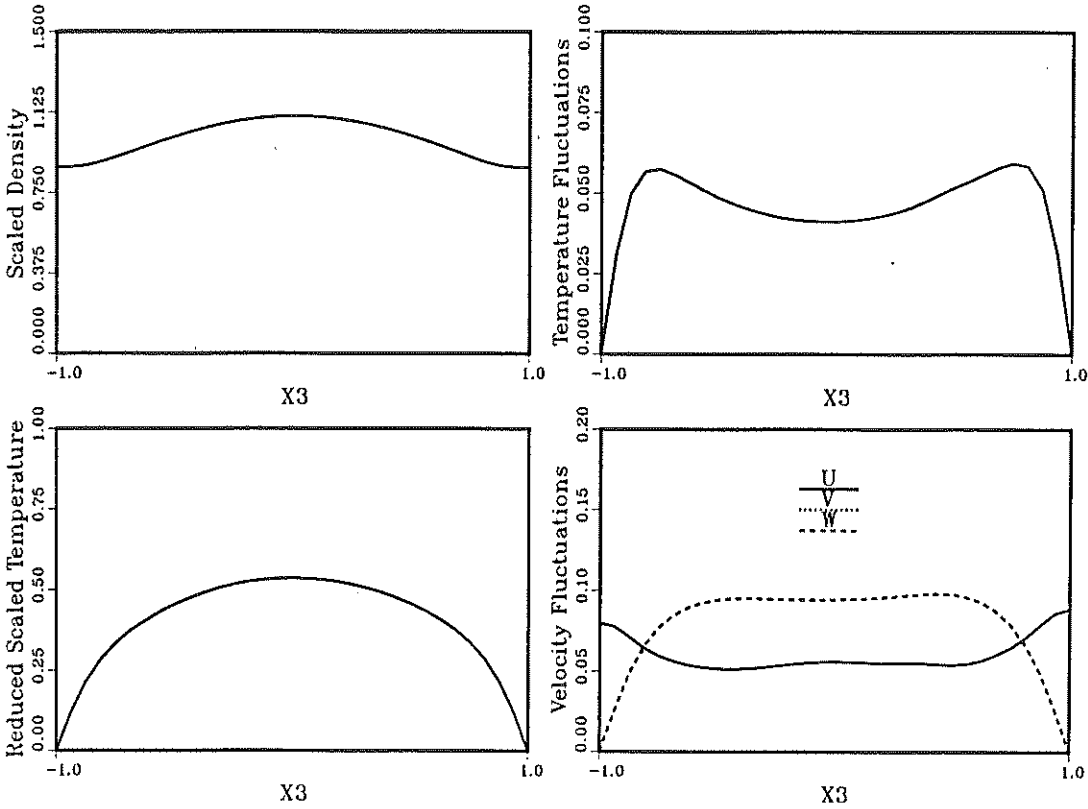 Scaled Density
1.500
1.125
0.750
0.375
0.000
-1.0
1.0
X3
Temperature Fluctuations
0.100
0.075
0.050
0.025
0.000
-1.0
1.0
X3
Reduced Scaled Temperature
1.00
0.75
0.50
0.25
0.00
-1.0
1.0
X3
Velocity Fluctuations
0.20
0.15
0.10
0.05
0.00
U
V
W
-1.0
1.0
X3